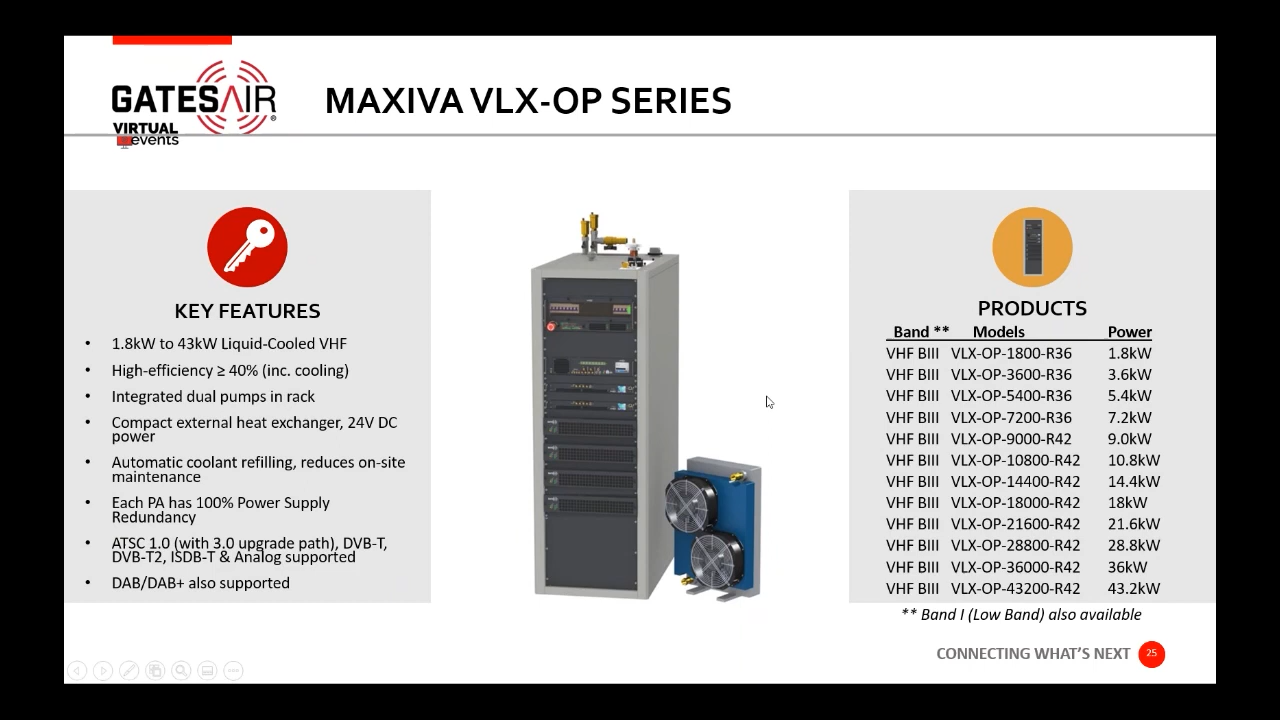 GATESAIR®
VIRTUAL
events
MAXIVA VLX-OP SERIES
KEY FEATURES
• 1.8kW to 43kW Liquid-Cooled VHF
• High-efficiency ≥ 40% (inc. cooling)
• Integrated dual pumps in rack
• Compact external heat exchanger, 24V DC
power
• Automatic coolant refilling, reduces on-site
maintenance
• Each PA has 100% Power Supply
Redundancy
• ATSC 1.0 (with 3.0 upgrade path), DVB-T,
DVB-T2, ISDB-T & Analog supported
• DAB/DAB+ also supported
PRODUCTS
Band ** Models Power
VHF BIII VLX-OP-1800-R36 1.8kW
VHF BIII VLX-OP-3600-R36 3.6kW
VHF BIII VLX-OP-5400-R36 5.4kW
VHF BIII VLX-OP-7200-R36 7.2kW
VHF BIII VLX-OP-9000-R42 9.0kW
VHF BIII VLX-OP-10800-R42 10.8kW
VHF BIII VLX-OP-14400-R42 14.4kW
VHF BIII VLX-OP-18000-R42 18kW
VHF BIII VLX-OP-21600-R42 21.6kW
VHF BIII VLX-OP-28800-R42 28.8kW
VHF BIII VLX-OP-36000-R42 36kW
VHF BIII VLX-OP-43200-R42 43.2kW
** Band I (Low Band) also available
CONNECTING WHAT'S NEXT 25